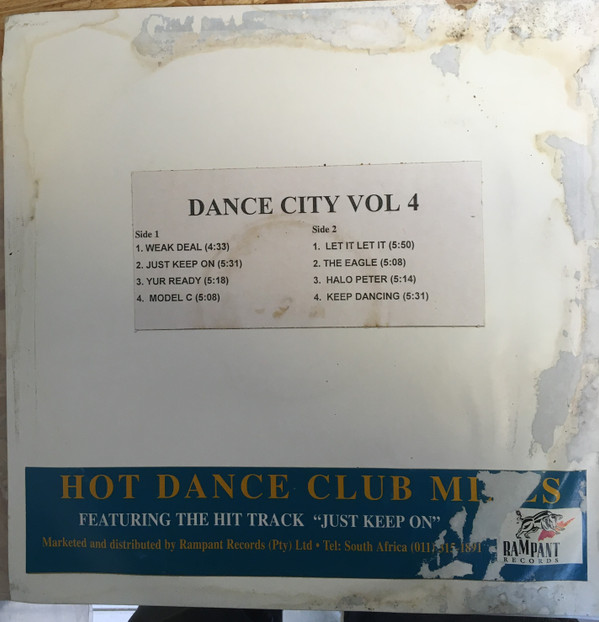 DANCE CITY VOL 4
Side 1
1. WEAK DEAL (4:33)
2. JUST KEEP ON (5:31)
3. YUR READY (5:18)
4. MODEL C (5:08)
Side 2
1. LET IT LET IT (5:50)
2. THE EAGLE (5:08)
3. HALO PETER (5:14)
4. KEEP DANCING (5:31)
HOT DANCE CLUB
FEATURING THE HIT TRACK "JUST KEEP ON"
Marketed and distributed by Rampant Records (Pty) Ltd • Tel: South Africa (011)
RAMPANT
RECORDS